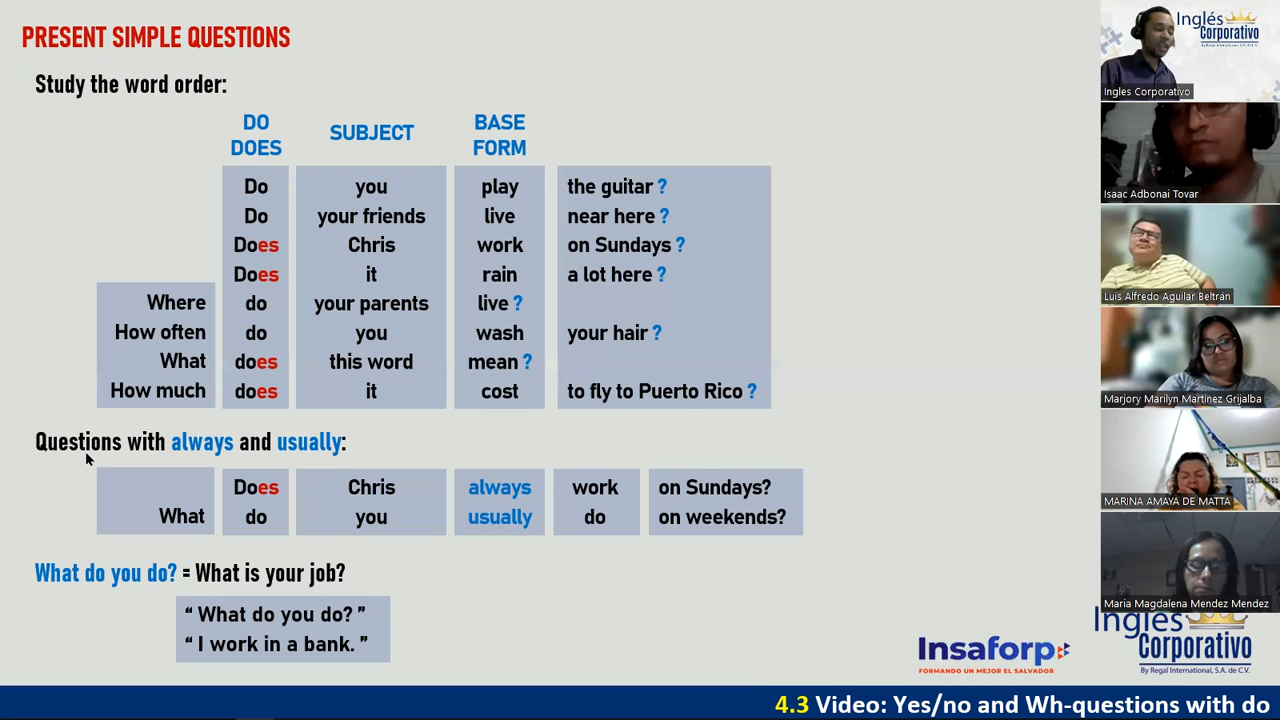 PRESENT SIMPLE QUESTIONS
Study the word order:
DO DOES SUBJECT BASE FORM
Do you play the guitar ?
Do your friends live near here ?
Does Chris work on Sundays ?
Does it rain a lot here ?
Where do your parents live ?
How often do you wash your hair ?
What does this word mean ?
How much does it cost to fly to Puerto Rico ?
Questions with always and usually:
Does Chris always work on Sundays?
What do you usually do on weekends?
What do you do? = What is your job?
“ What do you do? ”
“ I work in a bank. ”
Insaforp
FORMANDO UN MEJOR EL SALVADOR
Inglés
Corporativo
By Regal International, S.A. de C.V.
4.3 Video: Yes/no and Wh-questions with do
Inglés
Corporativo
By Regal International, S.A. de C.V.
Ingles Corporativo
Isaac Adbonai Tovar
Luis Alfredo Aguilar Beltrán
Marjory Marilyn Martinez Grijalba
MARINA AMAYA DE MATTA
Maria Magdalena Mendez Mendez